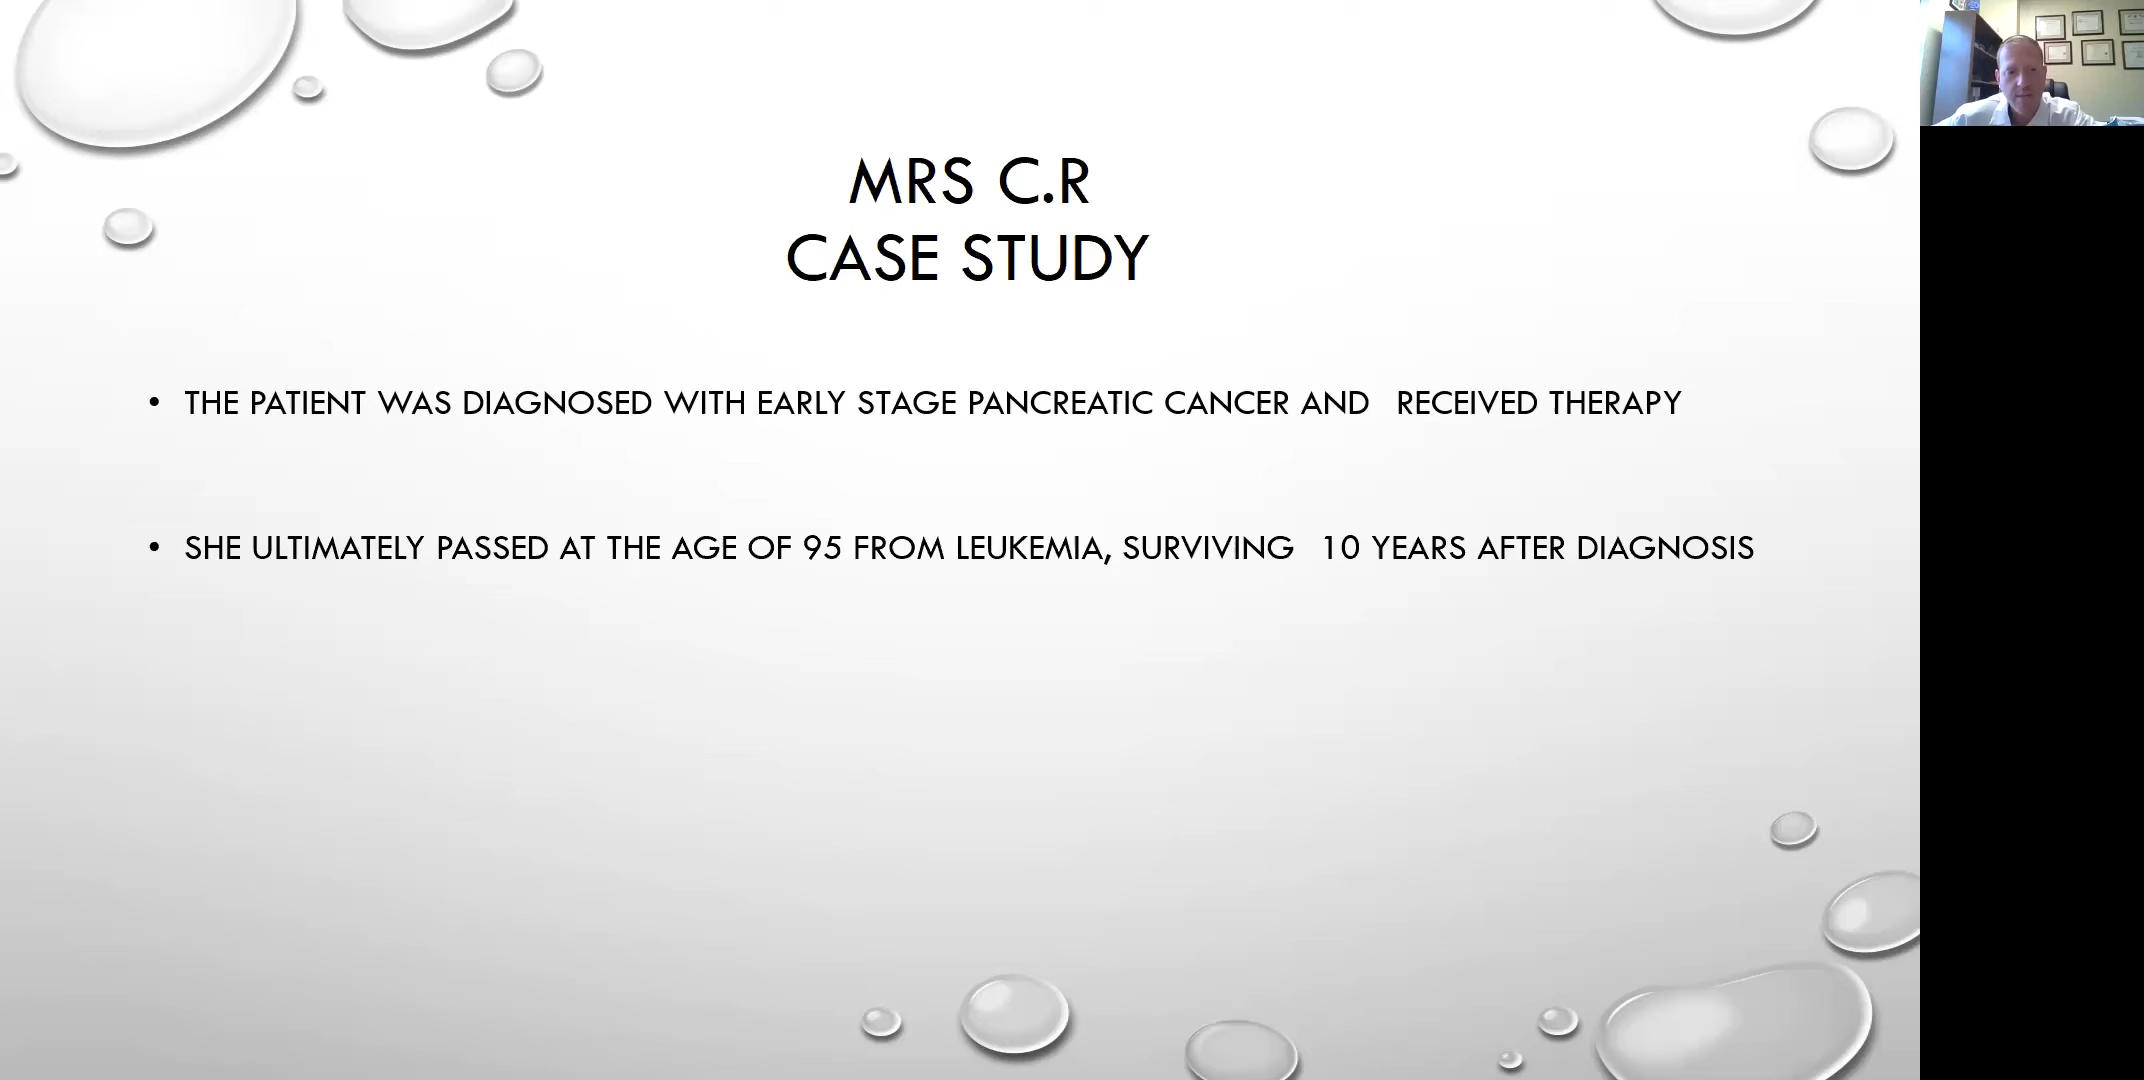 MRS C.R
CASE STUDY
• THE PATIENT WAS DIAGNOSED WITH EARLY STAGE PANCREATIC CANCER AND RECEIVED THERAPY
• SHE ULTIMATELY PASSED AT THE AGE OF 95 FROM LEUKEMIA, SURVIVING 10 YEARS AFTER DIAGNOSIS